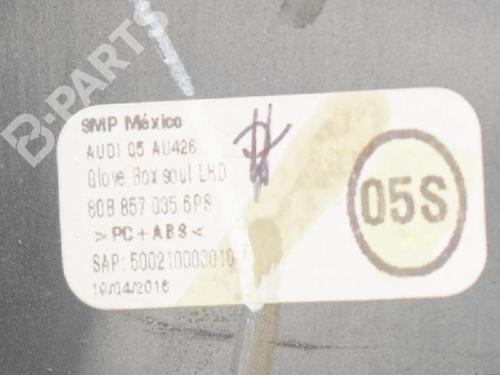 B-PARTS
SMP México
AUDI Q5 AU426
Glove Box soul LHD
80B 857 035 6PS
> PC + ABS <
SAP: 500210000010
19/04/2016
05S